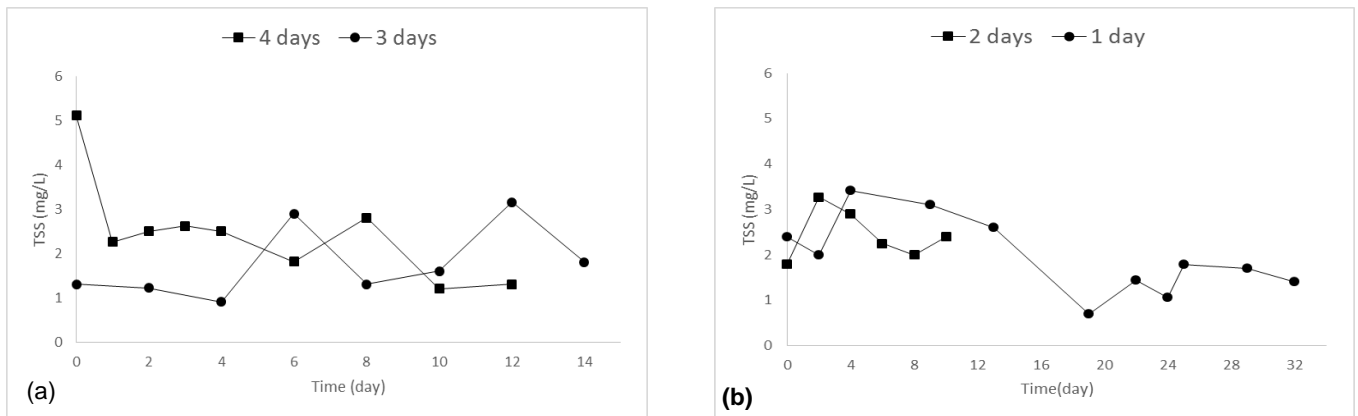 4 days 3 days
6
5
4
3
2
1
0
TSS (mg/L)
0 2 4 6 8 10 12 14
Time (day)
(a)
2 days 1 day
6
5
4
3
2
1
0
TSS (mg/L)
0 4 8 12 16 20 24 28 32
Time(day)
(b)